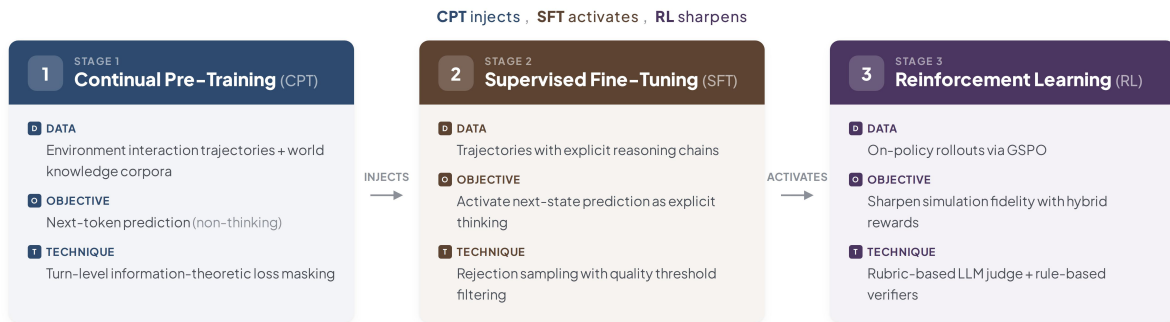 CPT injects , SFT activates , RL sharpens
1
STAGE 1
Continual Pre-Training (CPT)
D DATA
Environment interaction trajectories + world
knowledge corpora
O OBJECTIVE
Next-token prediction (non-thinking)
T TECHNIQUE
Turn-level information-theoretic loss masking
INJECTS
2
STAGE 2
Supervised Fine-Tuning (SFT)
D DATA
Trajectories with explicit reasoning chains
O OBJECTIVE
Activate next-state prediction as explicit
thinking
T TECHNIQUE
Rejection sampling with quality threshold
filtering
ACTIVATES
3
STAGE 3
Reinforcement Learning (RL)
D DATA
On-policy rollouts via GSPO
O OBJECTIVE
Sharpen simulation fidelity with hybrid
rewards
T TECHNIQUE
Rubric-based LLM judge + rule-based
verifiers